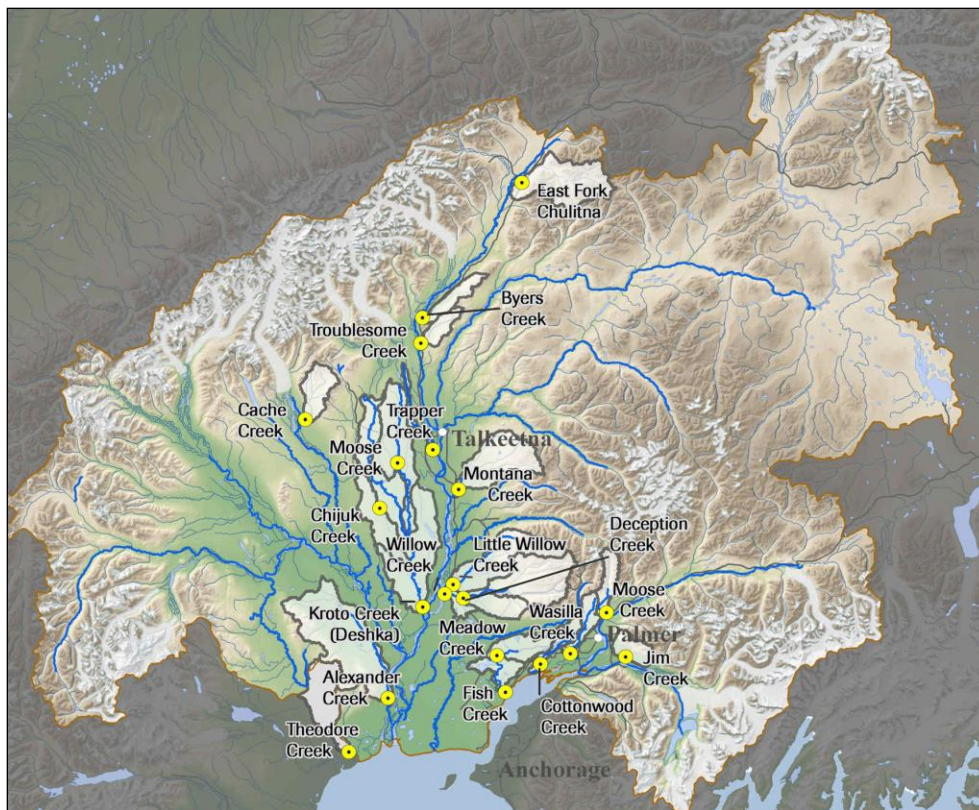 East Fork
Chulitna
Byers
Creek
Troublesome
Creek
Cache
Creek
Trapper
Creek
Talkeetna
Moose
Creek
Montana
Creek
Chijuk
Creek
Deception
Creek
Willow
Creek
Little Willow
Creek
Moose
Creek
Kroto Creek
(Deshka)
Meadow
Creek
Wasilla
Creek
Palmer
Jim
Creek
Alexander
Creek
Fish
Creek
Cottonwood
Creek
Theodore
Creek
Anchorage